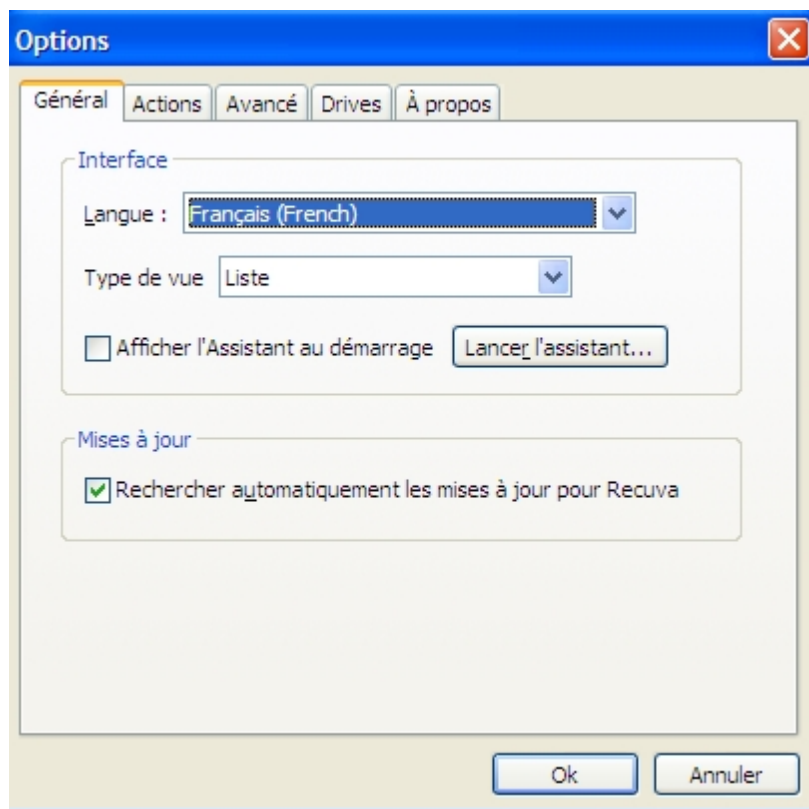 Options
Général Actions Avancé Drives À propos
Interface
Langue : Français (French)
Type de vue Liste
Afficher l'Assistant au démarrage Lancer l'assistant...
Mises à jour
Rechercher automatiquement les mises à jour pour Recuva
Ok Annuler